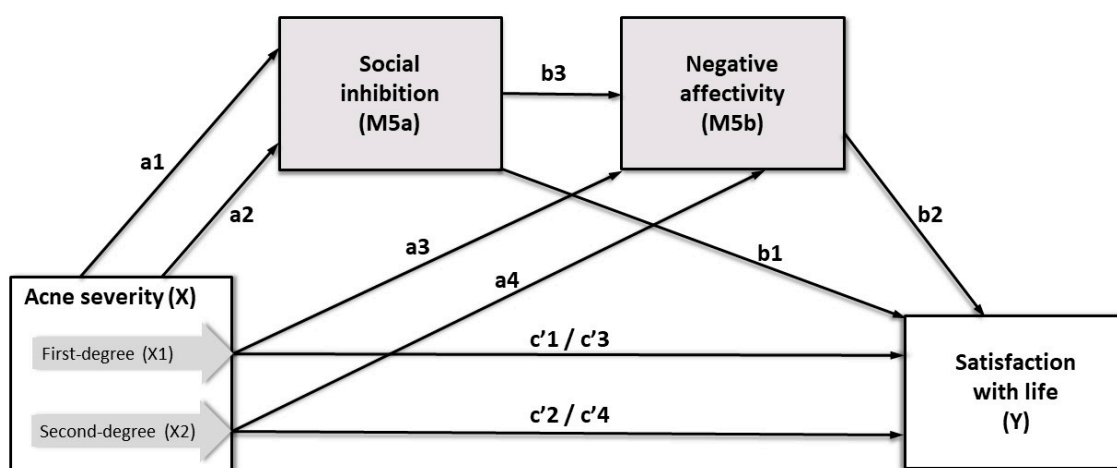 Social
inhibition
(M5a)
b3
Negative
affectivity
(M5b)
a1
a2
a3
a4
b1
b2
Acne severity (X)
First-degree (X1)
Second-degree (X2)
c'1 / c'3
c'2 / c'4
Satisfaction
with life
(Y)